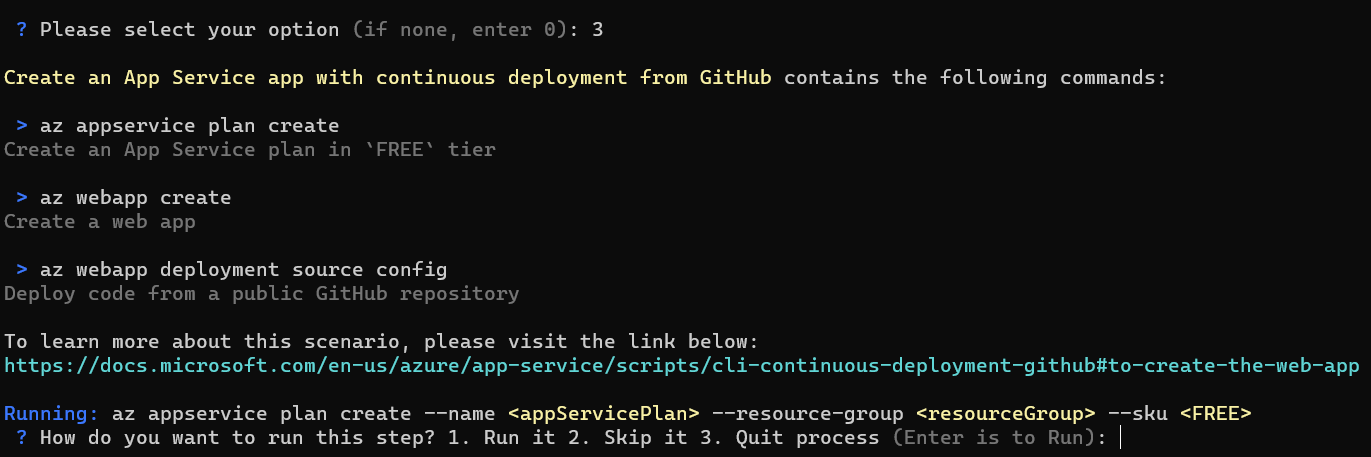 ? Please select your option (if none, enter 0): 3
Create an App Service app with continuous deployment from GitHub contains the following commands:
> az appservice plan create
Create an App Service plan in `FREE` tier
> az webapp create
Create a web app
> az webapp deployment source config
Deploy code from a public GitHub repository
To learn more about this scenario, please visit the link below:
https://docs.microsoft.com/en-us/azure/app-service/scripts/cli-continuous-deployment-github#to-create-the-web-app
Running: az appservice plan create --name <appServicePlan> --resource-group <resourceGroup> --sku <FREE>
? How do you want to run this step? 1. Run it 2. Skip it 3. Quit process (Enter is to Run):